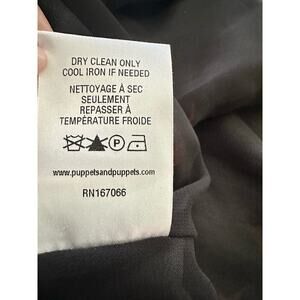 DRY CLEAN ONLY
COOL IRON IF NEEDED
NETTOYAGE À SEC
SEULEMENT
REPASSER À
TEMPÉRATURE FROIDE
P
www.puppetsandpuppets.com
RN167066